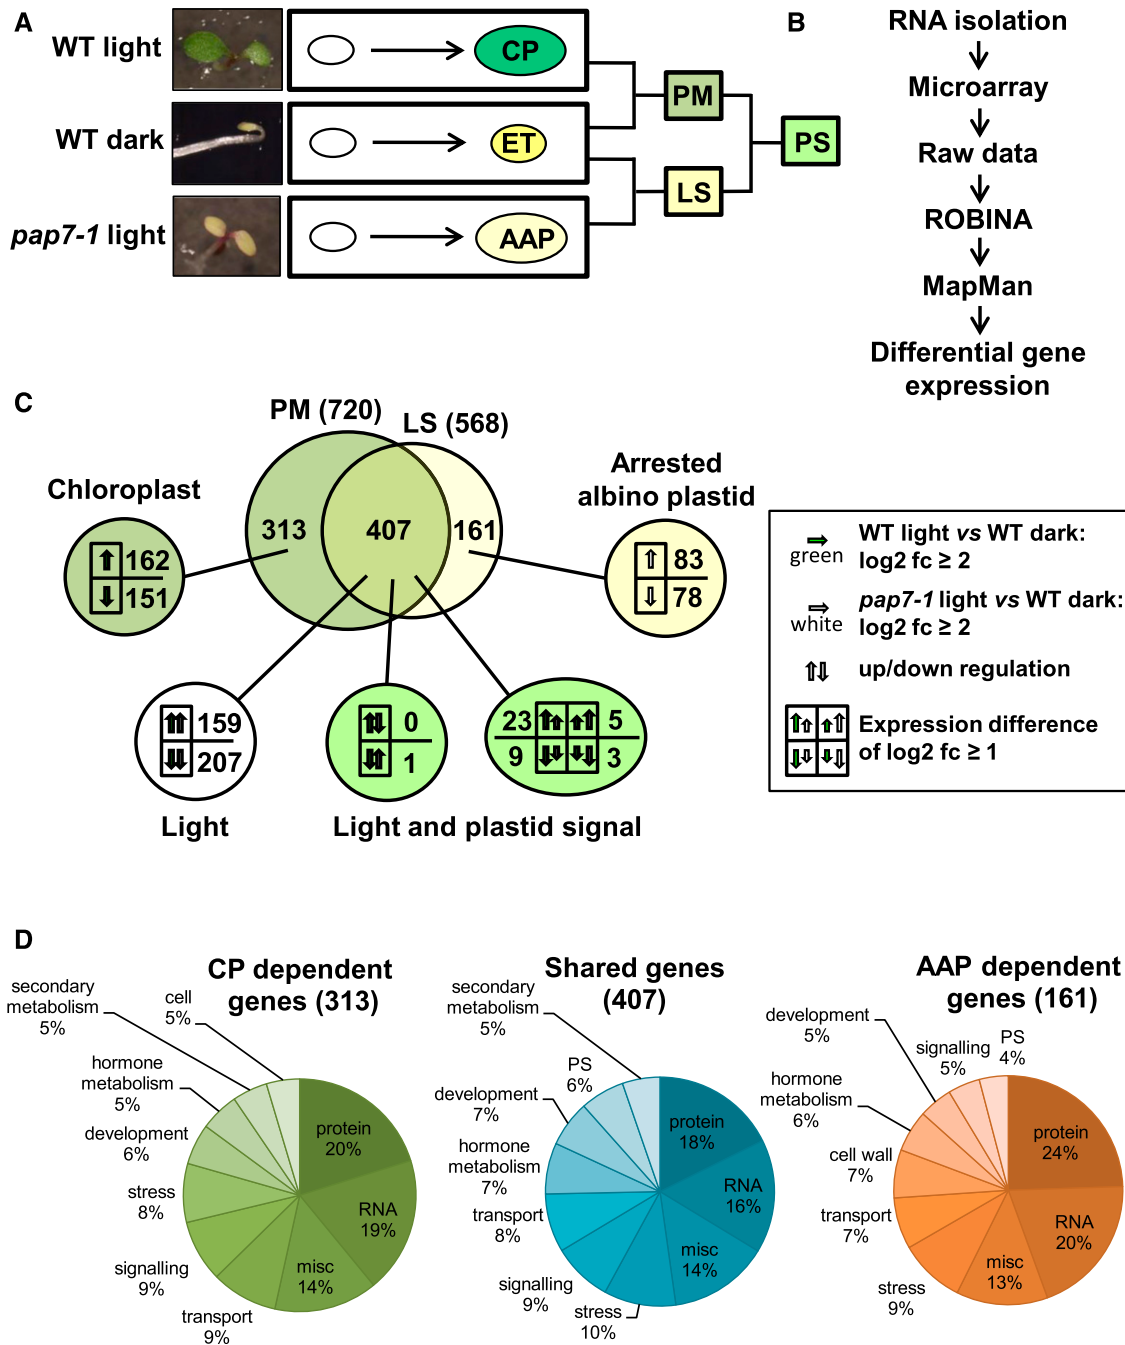 A
WT light
CP
WT dark
ET
pap7-1 light
AAP
PM
LS
PS
B
RNA isolation
Microarray
Raw data
ROBINA
MapMan
Differential gene
expression
C
PM (720)
LS (568)
313
407
161
Chloroplast
162
151
Arrested
albino plastid
83
78
159
207
Light
0
1
23
5
9
3
Light and plastid signal
green
WT light vs WT dark:
log2 fc ≥ 2
white
pap7-1 light vs WT dark:
log2 fc ≥ 2
up/down regulation
Expression difference
of log2 fc ≥ 1
D
CP dependent
genes (313)
secondary
metabolism
5%
cell
5%
hormone
metabolism
5%
development
6%
stress
8%
signalling
9%
transport
9%
misc
14%
RNA
19%
protein
20%
Shared genes
(407)
secondary
metabolism
5%
PS
6%
development
7%
hormone
metabolism
7%
transport
8%
signalling
9%
stress
10%
misc
14%
RNA
16%
protein
18%
AAP dependent
genes (161)
development
5%
signalling
5%
PS
4%
hormone
metabolism
6%
cell wall
7%
transport
7%
stress
9%
misc
13%
RNA
20%
protein
24%